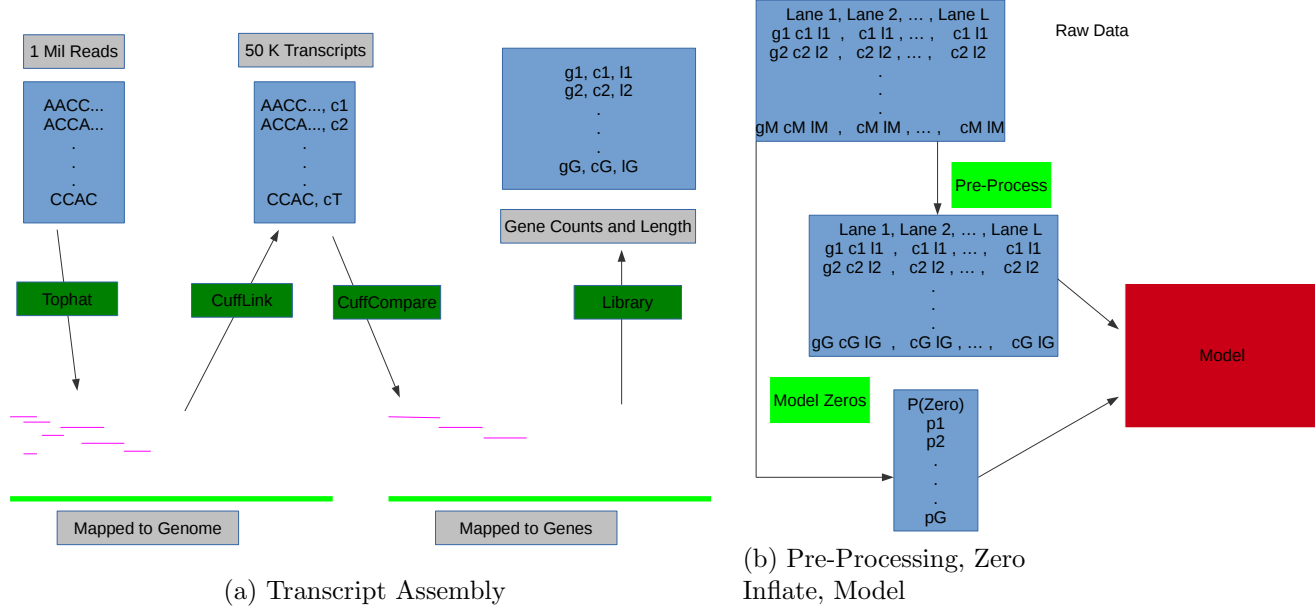 1 Mil Reads
AACC...
ACCA...
.
.
.
CCAC
Tophat
Mapped to Genome
50 K Transcripts
AACC..., c1
ACCA..., c2
.
.
.
CCAC, cT
CuffLink
CuffCompare
Mapped to Genes
g1, c1, l1
g2, c2, l2
.
.
.
gG, cG, lG
Gene Counts and Length
Library
(a) Transcript Assembly
Lane 1, Lane 2, … , Lane L
g1 c1 l1 , c1 l1 , … , c1 l1
g2 c2 l2 , c2 l2 , … , c2 l2
.
.
.
gM cM lM , cM lM , … , cM lM
Raw Data
Pre-Process
Lane 1, Lane 2, … , Lane L
g1 c1 l1 , c1 l1 , … , c1 l1
g2 c2 l2 , c2 l2 , … , c2 l2
.
.
.
gG cG lG , cG lG , … , cG lG
Model Zeros
P(Zero)
p1
p2
.
.
.
pG
Model
(b) Pre-Processing, Zero
Inflate, Model